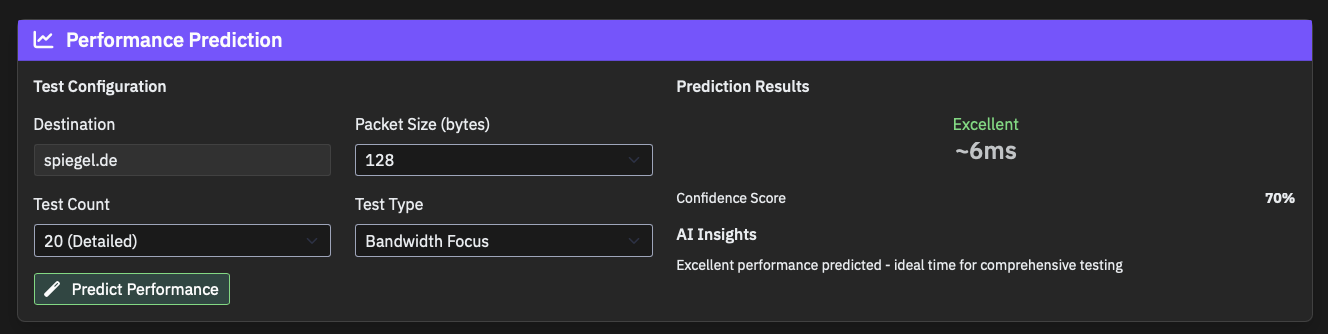 Performance Prediction
Test Configuration
Destination
Packet Size (bytes)
spiegel.de
128
Test Count
Test Type
20 (Detailed)
Bandwidth Focus
Predict Performance
Prediction Results
Excellent
~6ms
Confidence Score
70%
AI Insights
Excellent performance predicted - ideal time for comprehensive testing